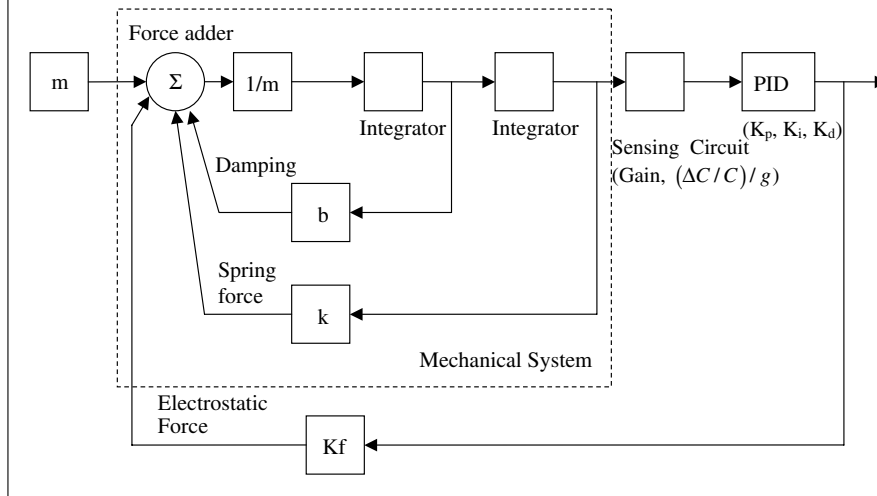 Force adder
m
Σ
1/m
PID
Integrator
Integrator
(Kp, Ki, Kd)
Sensing Circuit
(Gain, (ΔC / C) / g)
Damping
b
Spring
force
k
Mechanical System
Electrostatic
Force
Kf